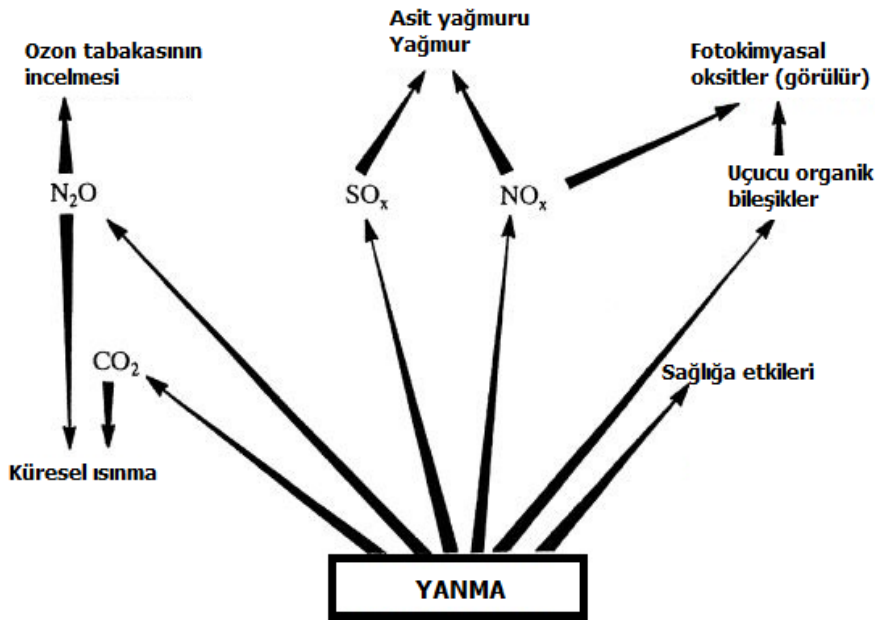 Asit yağmuru
Yağmur
Ozon tabakasının
incelmesi
Fotokimyasal
oksitler (görülür)
N₂O
SOₓ
NOₓ
Uçucu organik
bileşikler
CO₂
Sağlığa etkileri
Küresel ısınma
YANMA